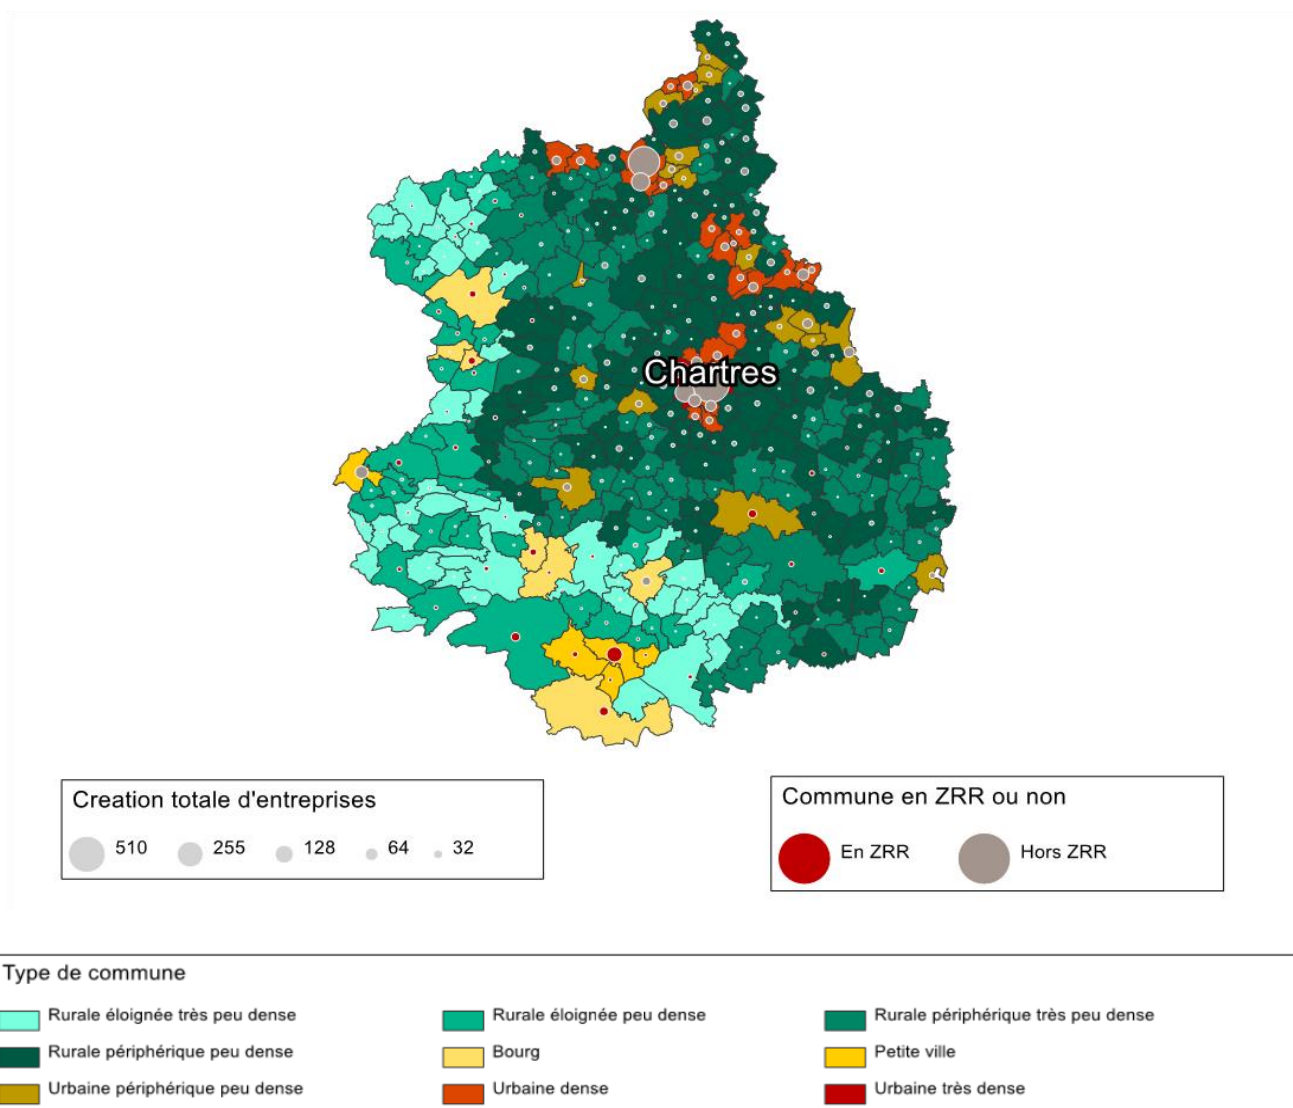 Chartres
Creation totale d'entreprises
510 255 128 64 32
Commune en ZRR ou non
En ZRR Hors ZRR
Type de commune
Rurale éloignée très peu dense Rurale éloignée peu dense Rurale périphérique très peu dense
Rurale périphérique peu dense Bourg Petite ville
Urbaine périphérique peu dense Urbaine dense Urbaine très dense